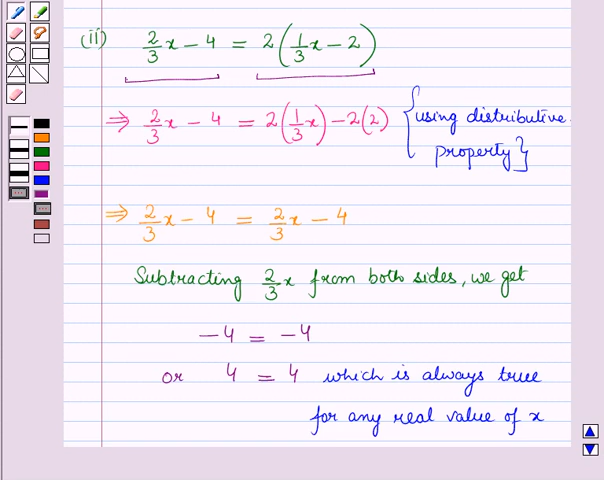 (ii) 2/3 x - 4 = 2(1/3 x - 2)
⇒ 2/3 x - 4 = 2(1/3 x) - 2(2) {using distributive
property}
⇒ 2/3 x - 4 = 2/3 x - 4
Subtracting 2/3 x from both sides, we get
-4 = -4
or 4 = 4 which is always true
for any real value of x